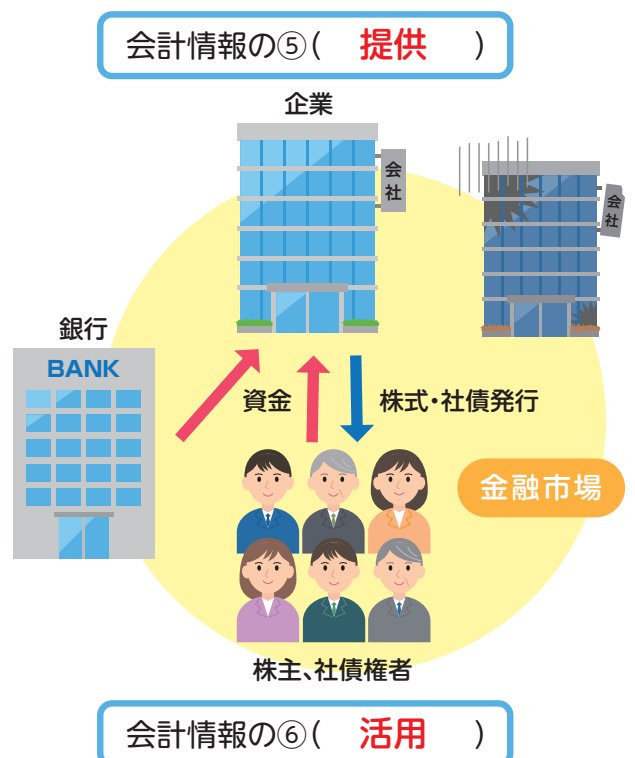 会計情報の⑤( 提供 )
企業
会社
会社
銀行
BANK
資金
株式・社債発行
金融市場
株主、社債権者
会計情報の⑥( 活用 )